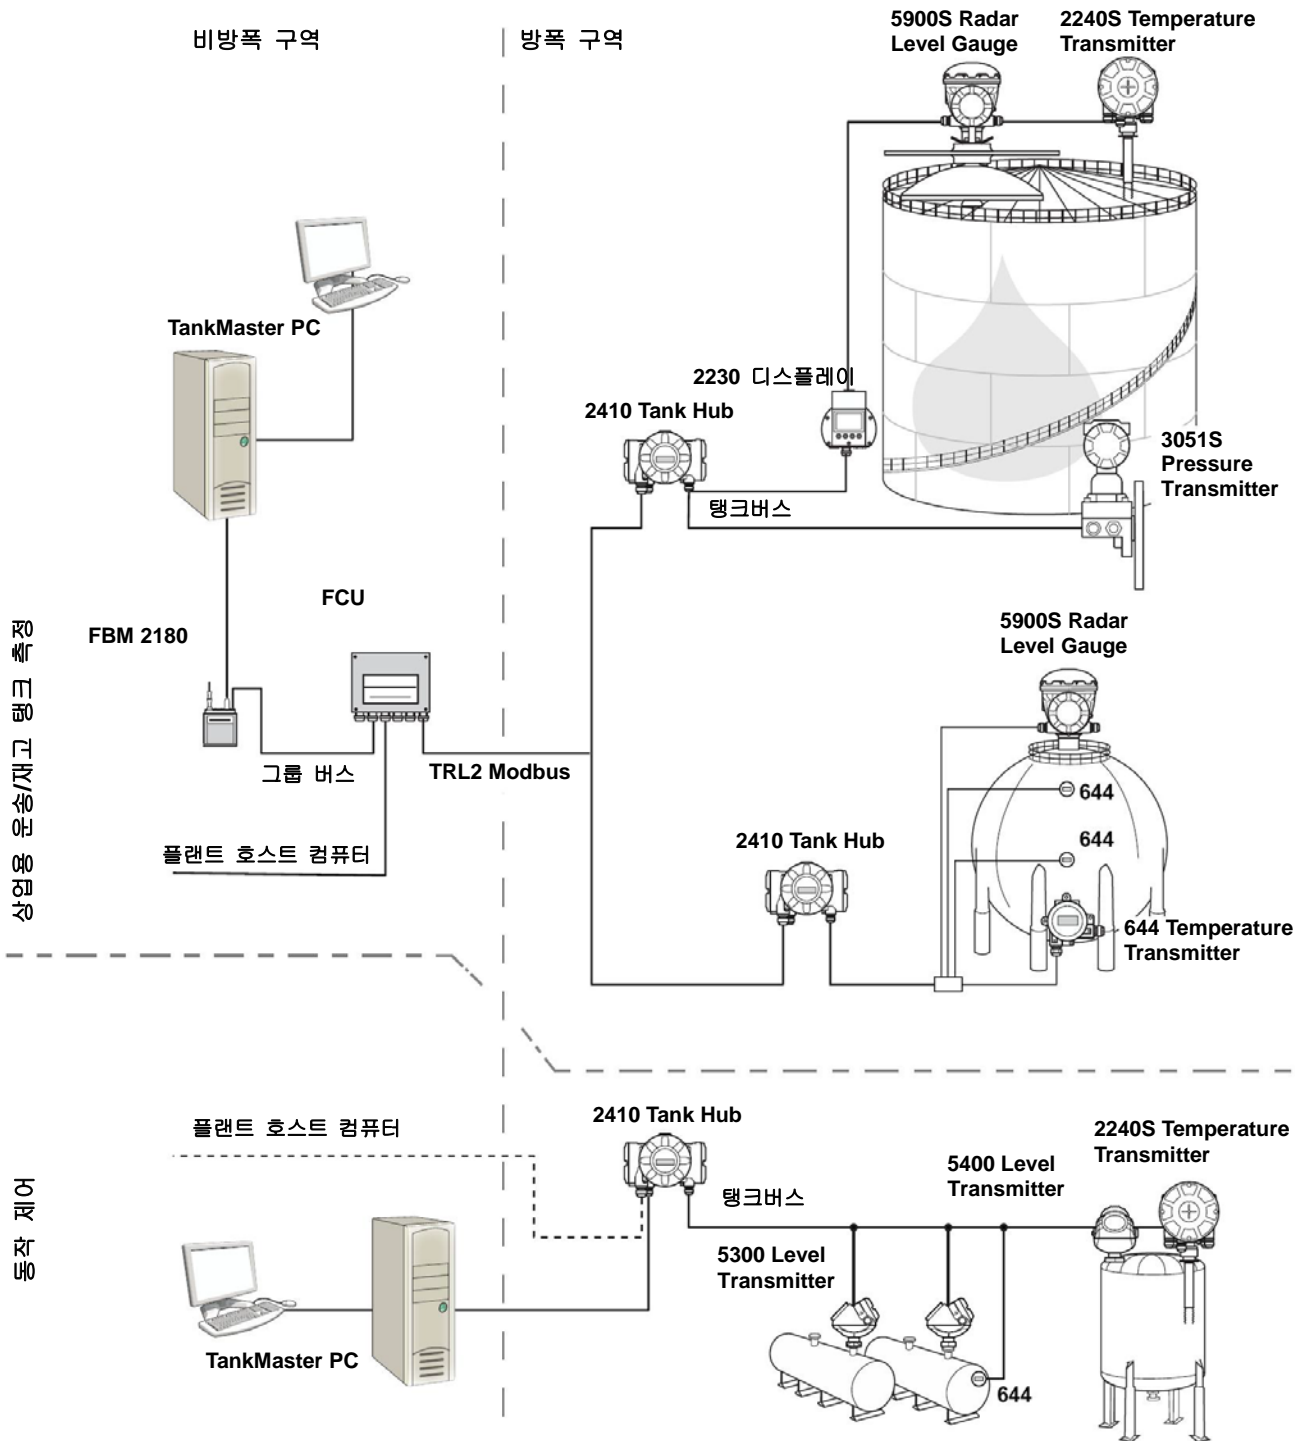 비방폭 구역
방폭 구역
5900S Radar
Level Gauge
2240S Temperature
Transmitter
TankMaster PC
2230 디스플레이
2410 Tank Hub
탱크버스
3051S
Pressure
Transmitter
FCU
FBM 2180
그룹 버스
TRL2 Modbus
플랜트 호스트 컴퓨터
상업용 운송/재고 탱크 측정
5900S Radar
Level Gauge
644
644
2410 Tank Hub
644 Temperature
Transmitter
플랜트 호스트 컴퓨터
2410 Tank Hub
탱크버스
5400 Level
Transmitter
2240S Temperature
Transmitter
5300 Level
Transmitter
동작 제어
TankMaster PC
644